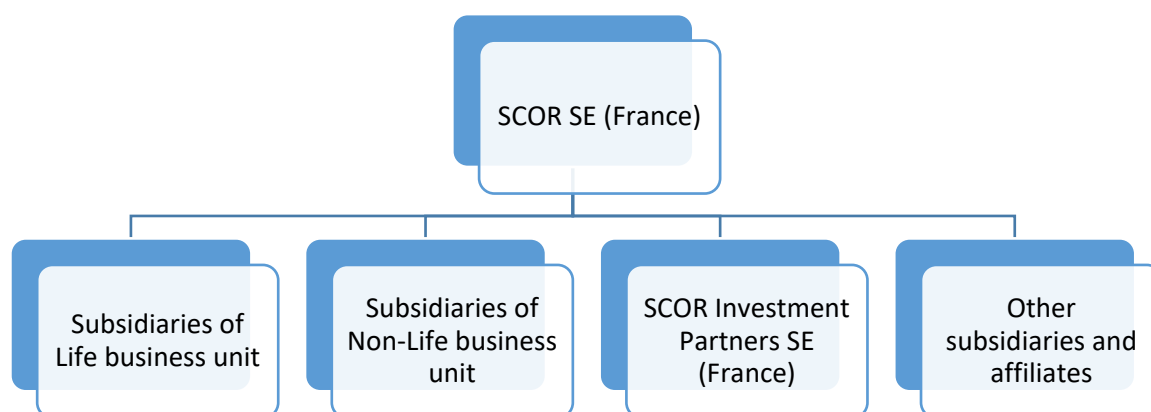 SCOR SE (France)
Subsidiaries of
Life business unit
Subsidiaries of
Non-Life business
unit
SCOR Investment
Partners SE
(France)
Other
subsidiaries and
affiliates